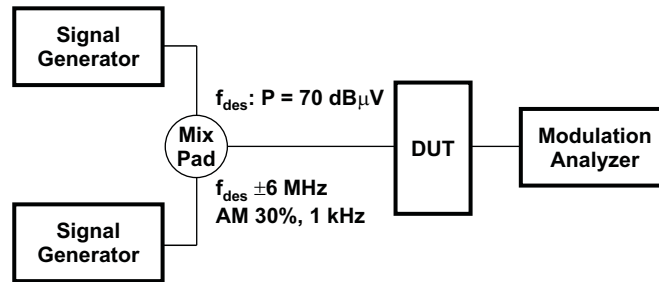 Signal
Generator
f_des: P = 70 dBμV
Mix
Pad
DUT
Modulation
Analyzer
f_des ±6 MHz
AM 30%, 1 kHz
Signal
Generator